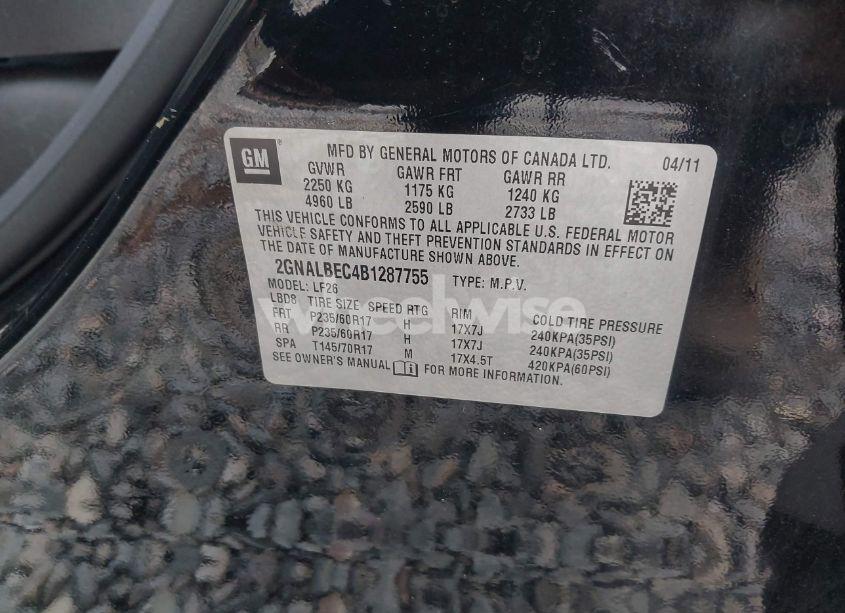 GM
MFD BY GENERAL MOTORS OF CANADA LTD. 04/11
GVWR GAWR FRT GAWR RR
2250 KG 1175 KG 1240 KG
4960 LB 2590 LB 2733 LB
THIS VEHICLE CONFORMS TO ALL APPLICABLE U.S. FEDERAL MOTOR
VEHICLE SAFETY AND THEFT PREVENTION STANDARDS IN EFFECT ON
THE DATE OF MANUFACTURE SHOWN ABOVE.
2GNALBEC4B1287755 TYPE: M.P.V.
MODEL: LF26
LBD8 TIRE SIZE SPEED RTG RIM COLD TIRE PRESSURE
FRT P235/60R17 H 17X7J 240KPA(35PSI)
RR P235/60R17 H 17X7J 240KPA(35PSI)
SPA T145/70R17 M 17X4.5T 420KPA(60PSI)
SEE OWNER'S MANUAL FOR MORE INFORMATION.
wheelwise